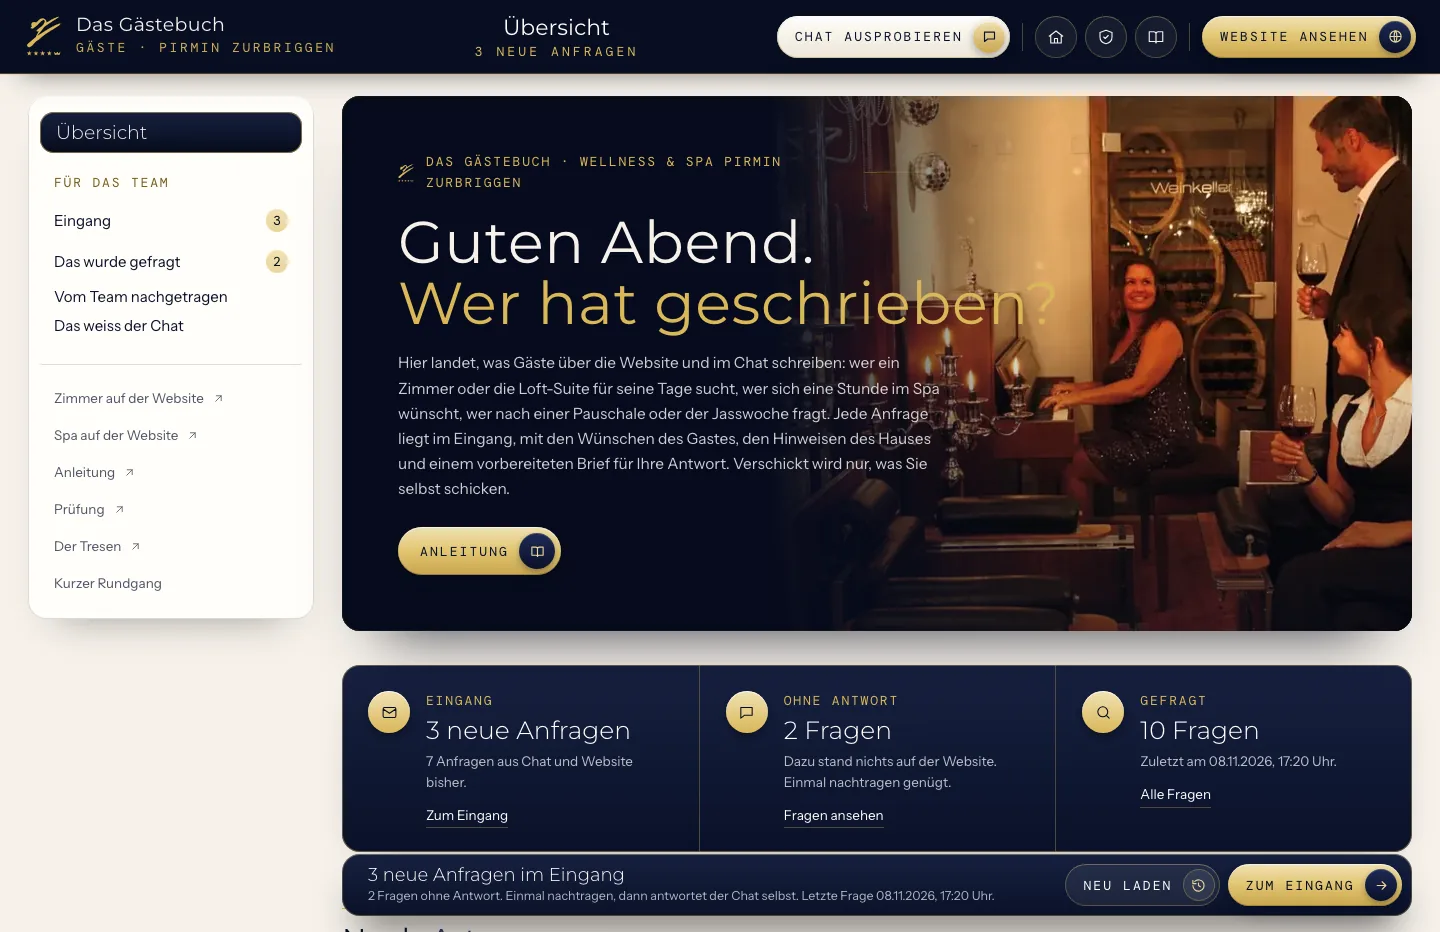 Das Gästebuch
GÄSTE · PIRMIN ZURBRIGGEN
Übersicht
3 NEUE ANFRAGEN
CHAT AUSPROBIEREN
WEBSITE ANSEHEN
Übersicht
FÜR DAS TEAM
Eingang 3
Das wurde gefragt 2
Vom Team nachgetragen
Das weiss der Chat
Zimmer auf der Website
Spa auf der Website
Anleitung
Prüfung
Der Tresen
Kurzer Rundgang
DAS GÄSTEBUCH · WELLNESS & SPA PIRMIN
ZURBRIGGEN
Guten Abend.
Wer hat geschrieben?
Hier landet, was Gäste über die Website und im Chat schreiben: wer ein
Zimmer oder die Loft-Suite für seine Tage sucht, wer sich eine Stunde im Spa
wünscht, wer nach einer Pauschale oder der Jasswoche fragt. Jede Anfrage
liegt im Eingang, mit den Wünschen des Gastes, den Hinweisen des Hauses
und einem vorbereiteten Brief für Ihre Antwort. Verschickt wird nur, was Sie
selbst schicken.
ANLEITUNG
Weinkeller
EINGANG
3 neue Anfragen
7 Anfragen aus Chat und Website
bisher.
Zum Eingang
OHNE ANTWORT
2 Fragen
Dazu stand nichts auf der Website.
Einmal nachtragen genügt.
Fragen ansehen
GEFRAGT
10 Fragen
Zuletzt am 08.11.2026, 17:20 Uhr.
Alle Fragen
3 neue Anfragen im Eingang
2 Fragen ohne Antwort. Einmal nachtragen, dann antwortet der Chat selbst. Letzte Frage 08.11.2026, 17:20 Uhr.
NEU LADEN
ZUM EINGANG